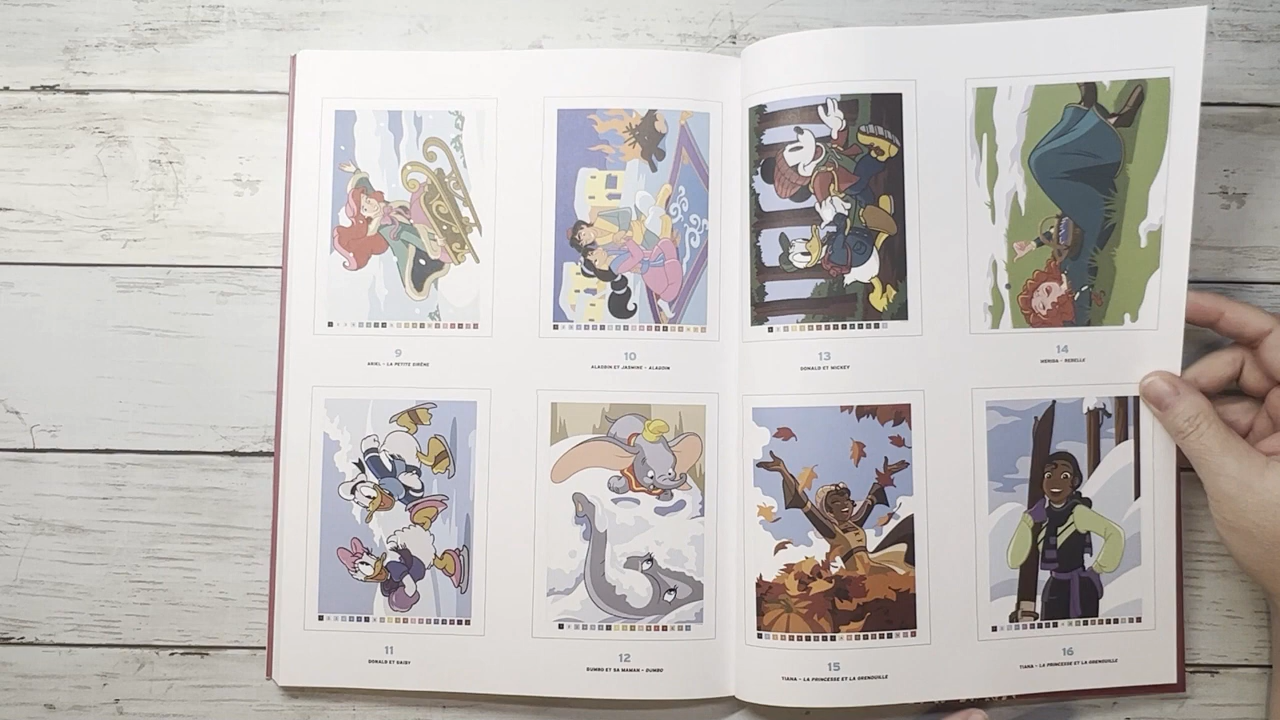 9
ARIEL – LA PETITE SIRÈNE
10
ALADDIN ET JASMINE – ALADDIN
11
DONALD ET DAISY
12
DUMBO ET SA MAMAN – DUMBO
13
DONALD ET MICKEY
14
MERIDA – REBELLE
15
TIANA – LA PRINCESSE ET LA GRENOUILLE
16
TIANA – LA PRINCESSE ET LA GRENOUILLE